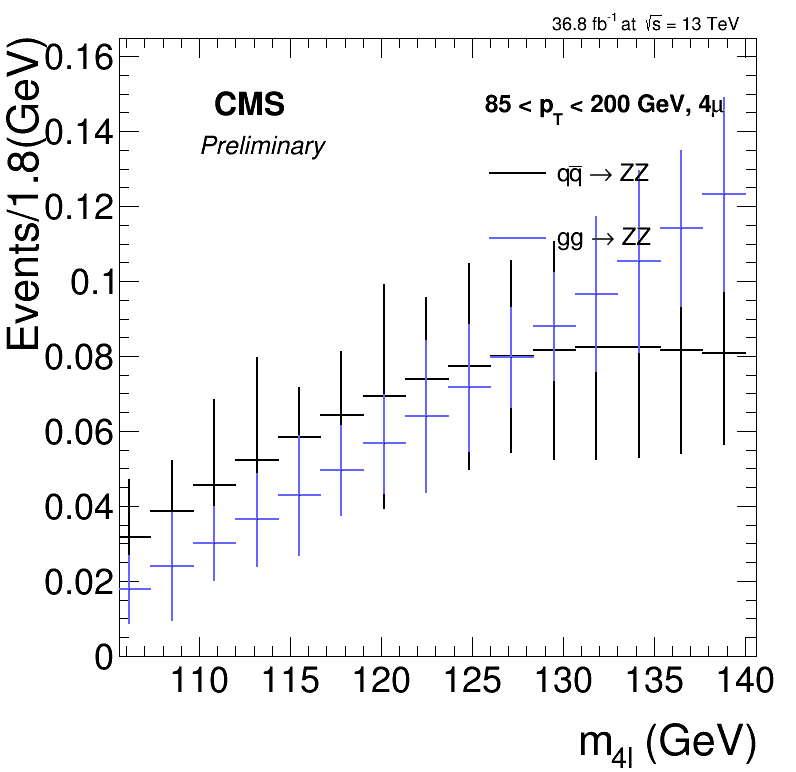 36.8 fb⁻¹ at √s = 13 TeV
Events/1.8(GeV)
0.16
0.14
0.12
0.1
0.08
0.06
0.04
0.02
0
CMS
Preliminary
85 < p_T < 200 GeV, 4μ
qq̅ → ZZ
gg → ZZ
110 115 120 125 130 135 140
m_4l (GeV)